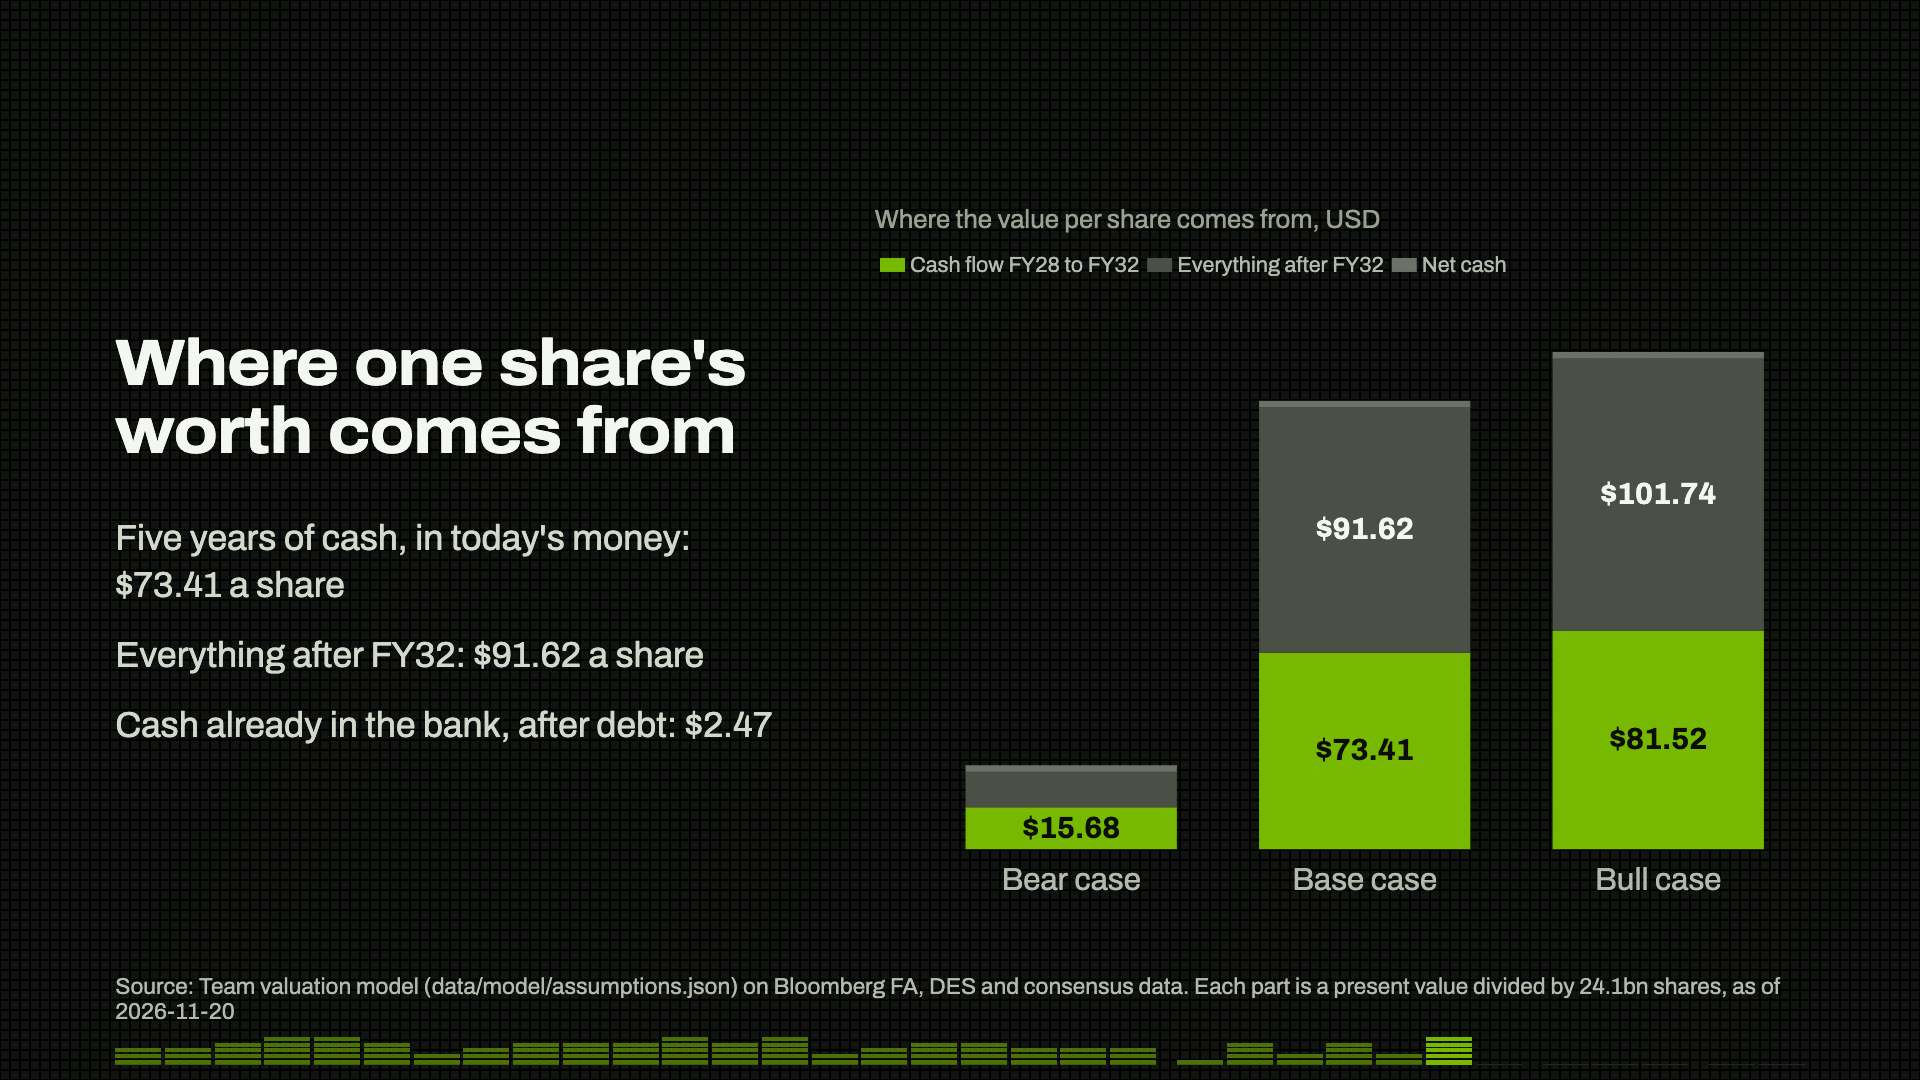 Where the value per share comes from, USD
Cash flow FY28 to FY32 Everything after FY32 Net cash
Where one share's
worth comes from
Five years of cash, in today's money:
$73.41 a share
Everything after FY32: $91.62 a share
Cash already in the bank, after debt: $2.47
$91.62
$101.74
$15.68
$73.41
$81.52
Bear case
Base case
Bull case
Source: Team valuation model (data/model/assumptions.json) on Bloomberg FA, DES and consensus data. Each part is a present value divided by 24.1bn shares, as of
2026-11-20